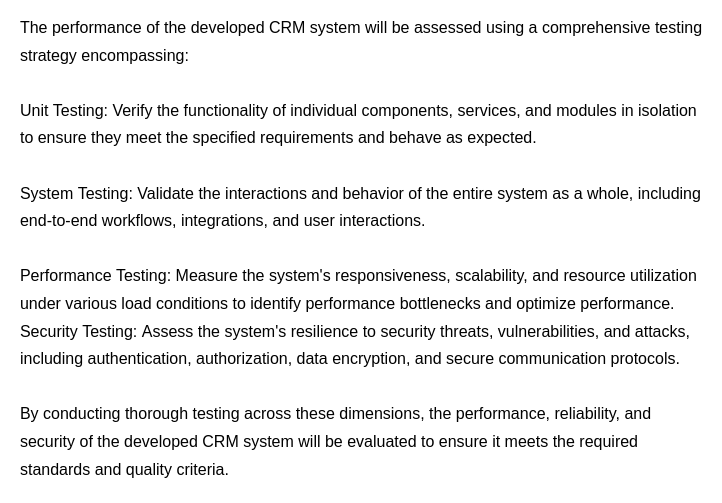 The performance of the developed CRM system will be assessed using a comprehensive testing
strategy encompassing:
Unit Testing: Verify the functionality of individual components, services, and modules in isolation
to ensure they meet the specified requirements and behave as expected.
System Testing: Validate the interactions and behavior of the entire system as a whole, including
end-to-end workflows, integrations, and user interactions.
Performance Testing: Measure the system's responsiveness, scalability, and resource utilization
under various load conditions to identify performance bottlenecks and optimize performance.
Security Testing: Assess the system's resilience to security threats, vulnerabilities, and attacks,
including authentication, authorization, data encryption, and secure communication protocols.
By conducting thorough testing across these dimensions, the performance, reliability, and
security of the developed CRM system will be evaluated to ensure it meets the required
standards and quality criteria.